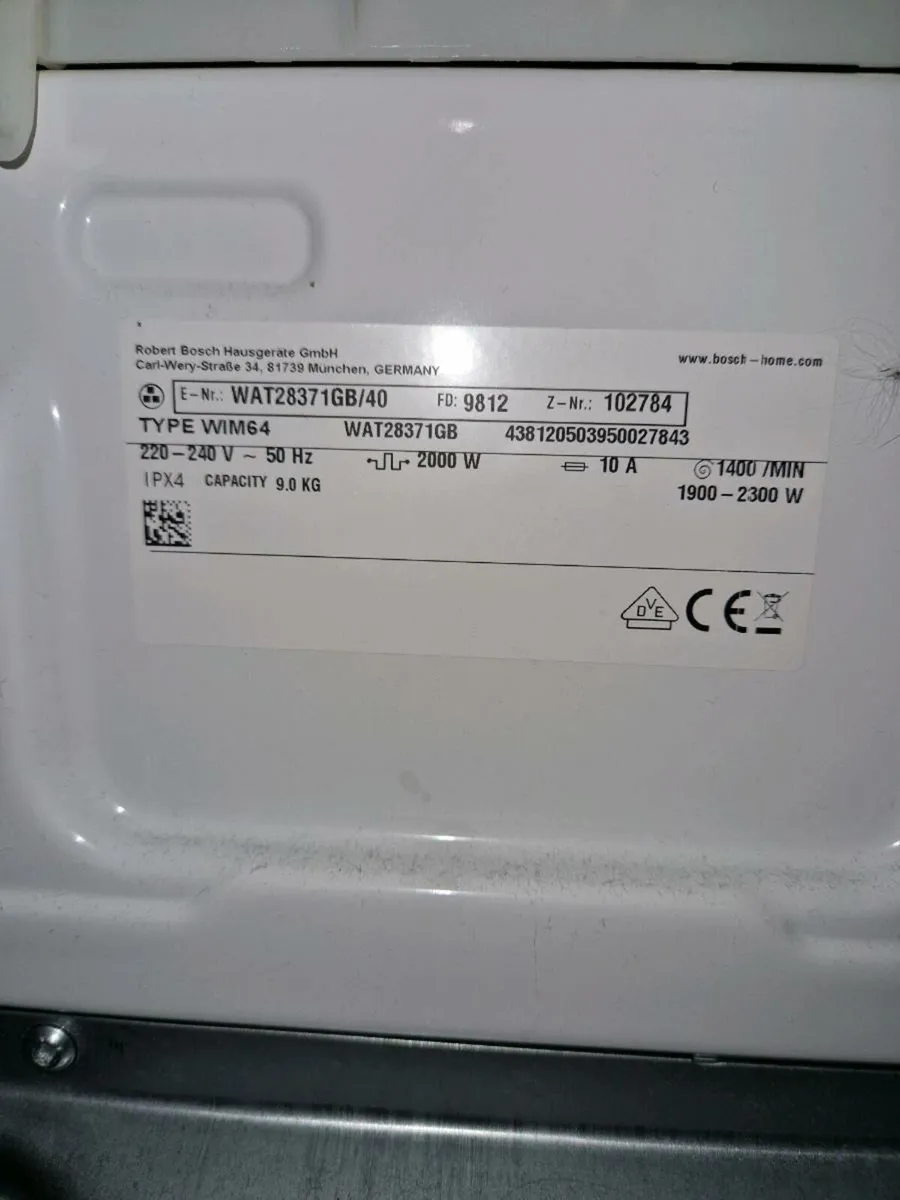 Robert Bosch Hausgeräte GmbH
Carl-Wery-Straße 34, 81739 München, GERMANY
www.bosch-home.com
E-Nr.: WAT28371GB/40 FD: 9812 Z-Nr.: 102784
TYPE WIM64 WAT28371GB 438120503950027843
220-240 V ~ 50 Hz 2000 W 10 A 1400 /MIN
IPX4 CAPACITY 9.0 KG 1900-2300 W
DVE CE